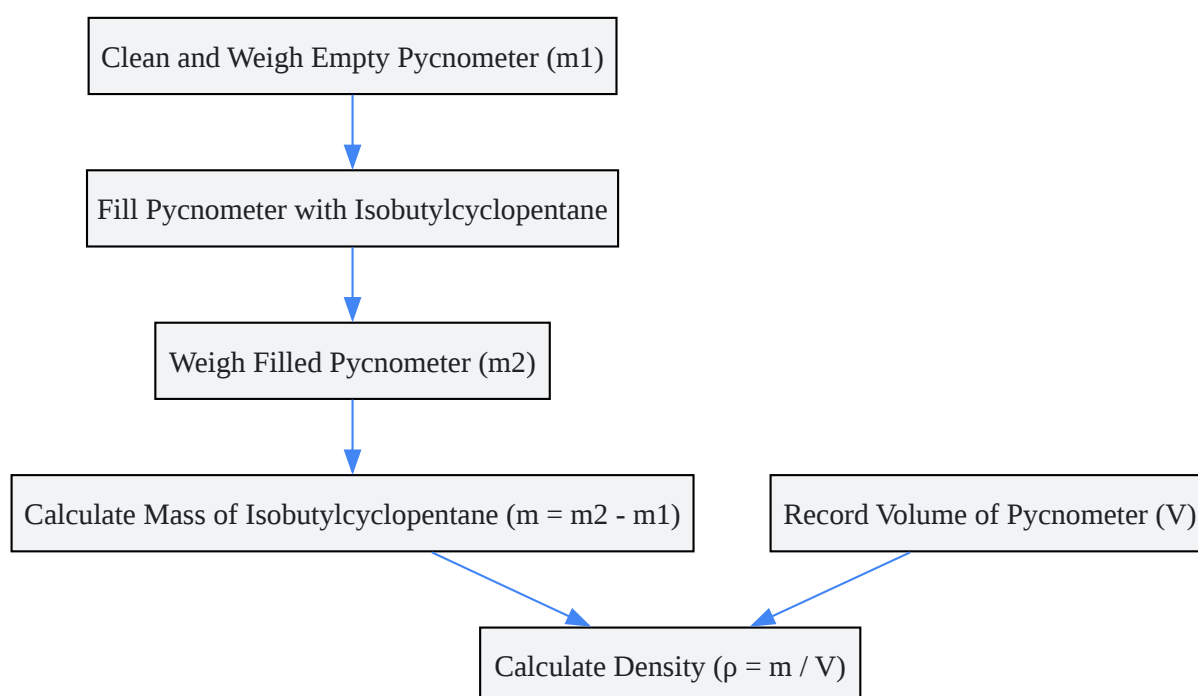 Clean and Weigh Empty Pycnometer (m1)
Fill Pycnometer with Isobutylcyclopentane
Weigh Filled Pycnometer (m2)
Calculate Mass of Isobutylcyclopentane (m = m2 - m1)
Record Volume of Pycnometer (V)
Calculate Density (ρ = m / V)